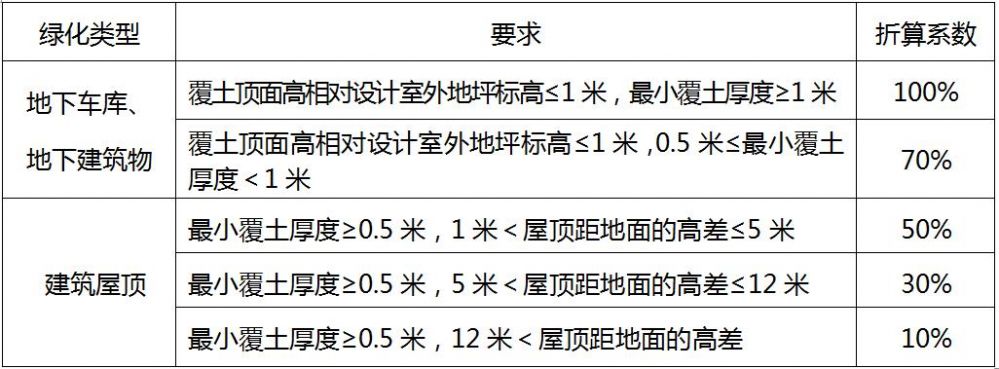 绿化类型 要求 折算系数
地下车库、
地下建筑物
覆土顶面高相对设计室外地坪标高≤1米，最小覆土厚度≥1米 100%
覆土顶面高相对设计室外地坪标高≤1米,0.5米≤最小覆土
厚度＜1米 70%
建筑屋顶
最小覆土厚度≥0.5米，1米＜屋顶距地面的高差≤5米 50%
最小覆土厚度≥0.5米，5米＜屋顶距地面的高差≤12米 30%
最小覆土厚度≥0.5米，12米＜屋顶距地面的高差 10%